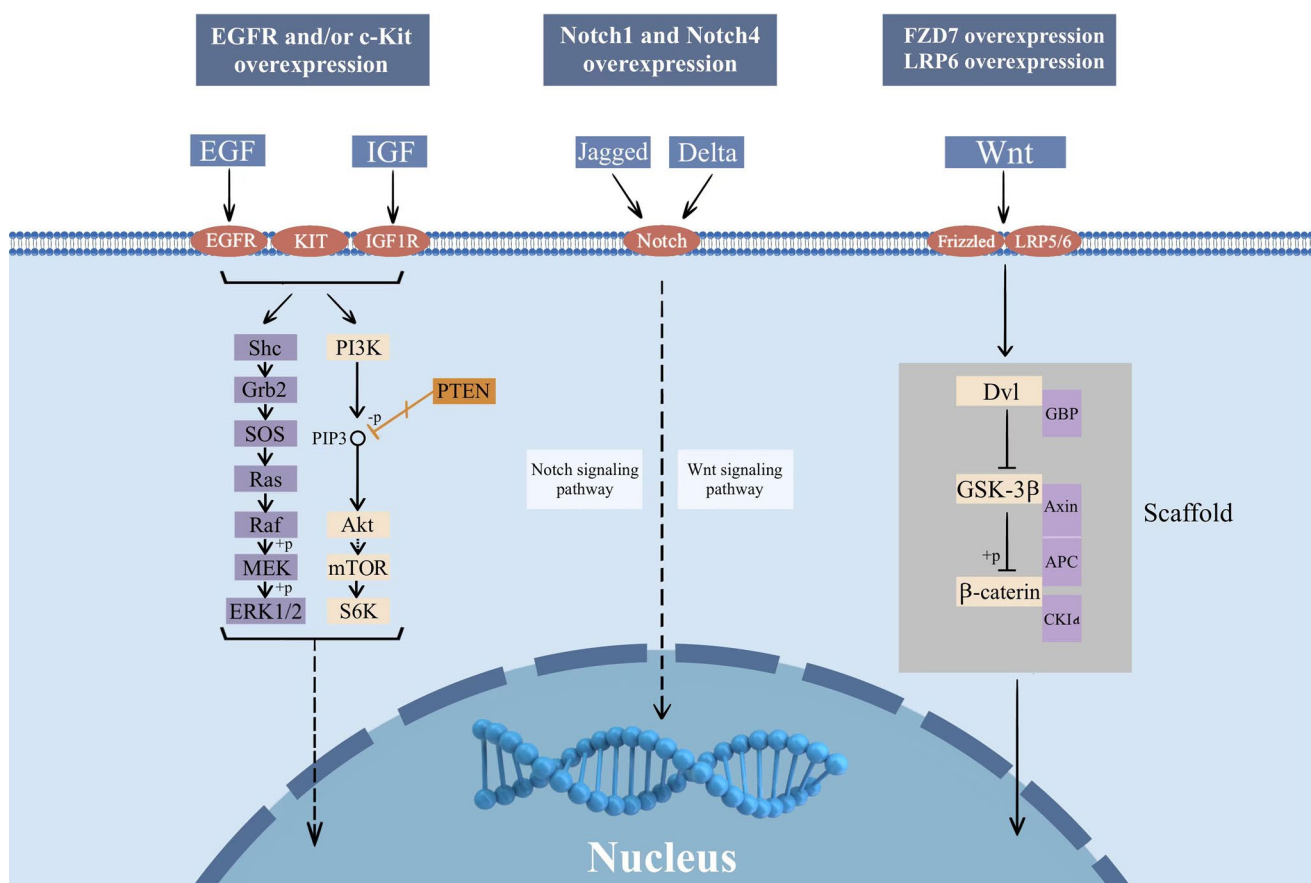 EGFR and/or c-Kit
overexpression
Notch1 and Notch4
overexpression
FZD7 overexpression
LRP6 overexpression
EGF
IGF
Jagged
Delta
Wnt
EGFR
KIT
IGF1R
Notch
Frizzled
LRP5/6
Shc
Grb2
SOS
Ras
Raf
+p
MEK
+p
ERK1/2
PI3K
PTEN
-p
PIP3
Akt
mTOR
S6K
Notch signaling
pathway
Wnt signaling
pathway
Dvl
GBP
GSK-3β
Axin
+p
APC
β-caterin
CKIα
Scaffold
Nucleus